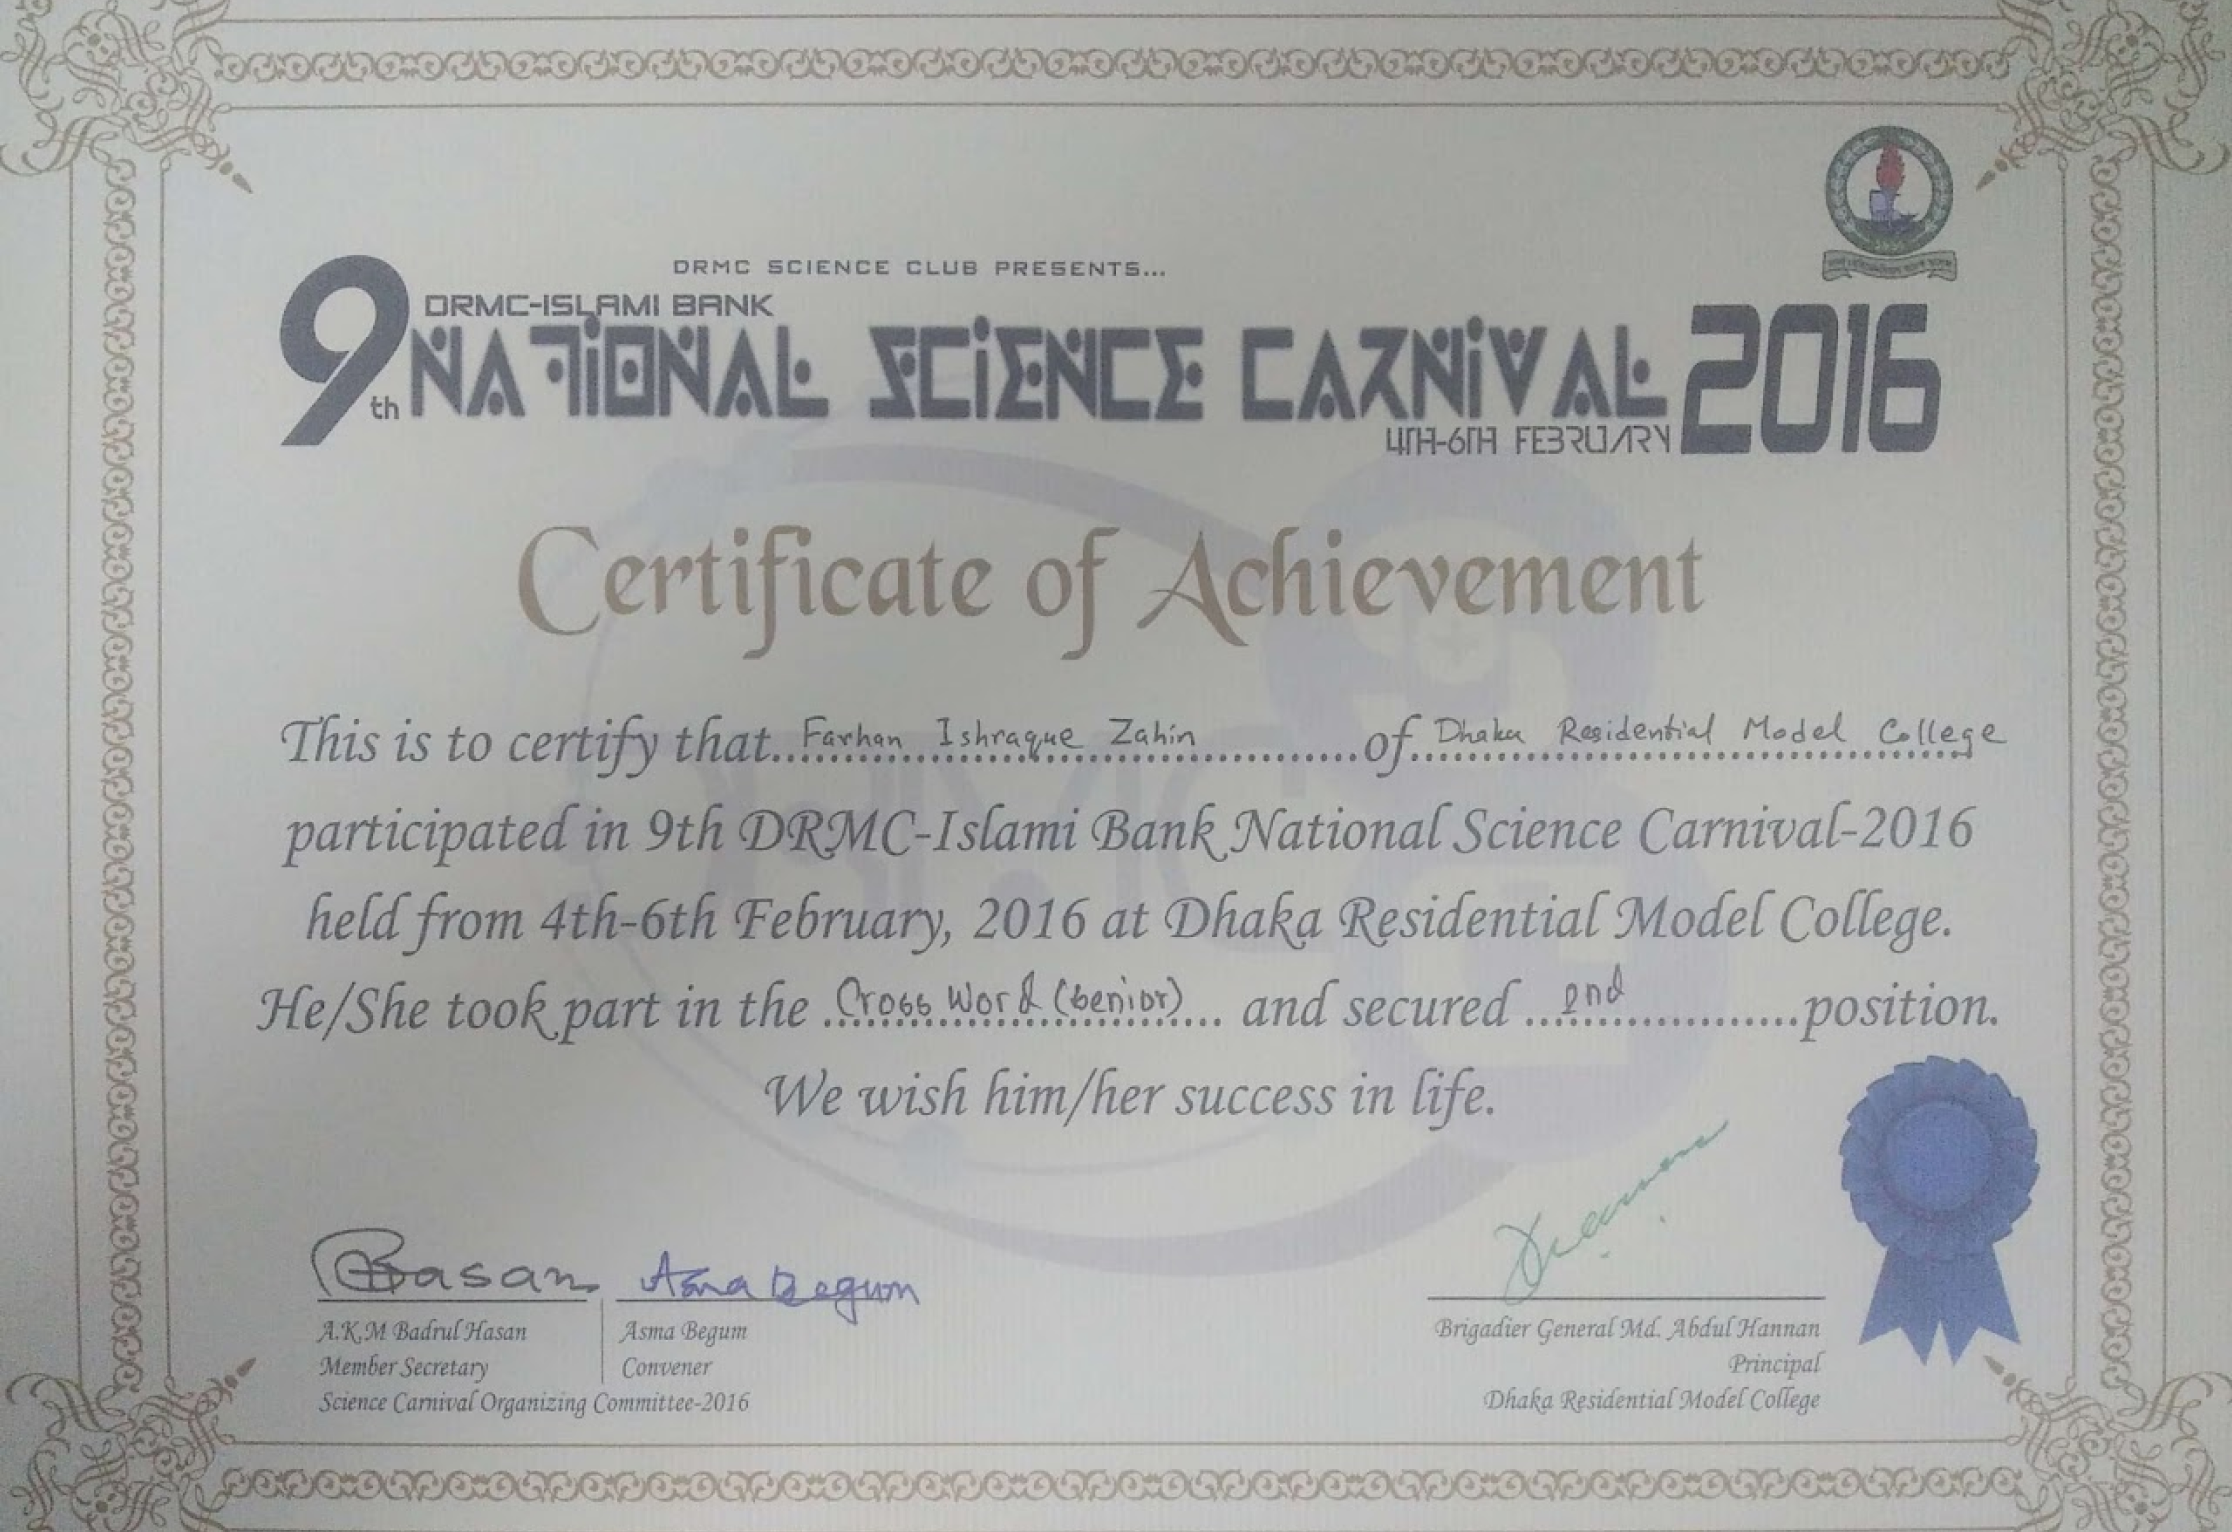 DRMC SCIENCE CLUB PRESENTS...
DRMC-ISLAMI BANK
9th NATIONAL SCIENCE CARNIVAL 2016
4TH-6TH FEBRUARY
Certificate of Achievement
This is to certify that Farhan Ishraque Zahin of Dhaka Residential Model College
participated in 9th DRMC-Islami Bank National Science Carnival-2016
held from 4th-6th February, 2016 at Dhaka Residential Model College.
He/She took part in the Cross Word (Senior) and secured 2nd position.
We wish him/her success in life.
Asma Begum
A.K.M Badrul Hasan
Member Secretary
Asma Begum
Convener
Science Carnival Organizing Committee-2016
Brigadier General Md. Abdul Hannan
Principal
Dhaka Residential Model College